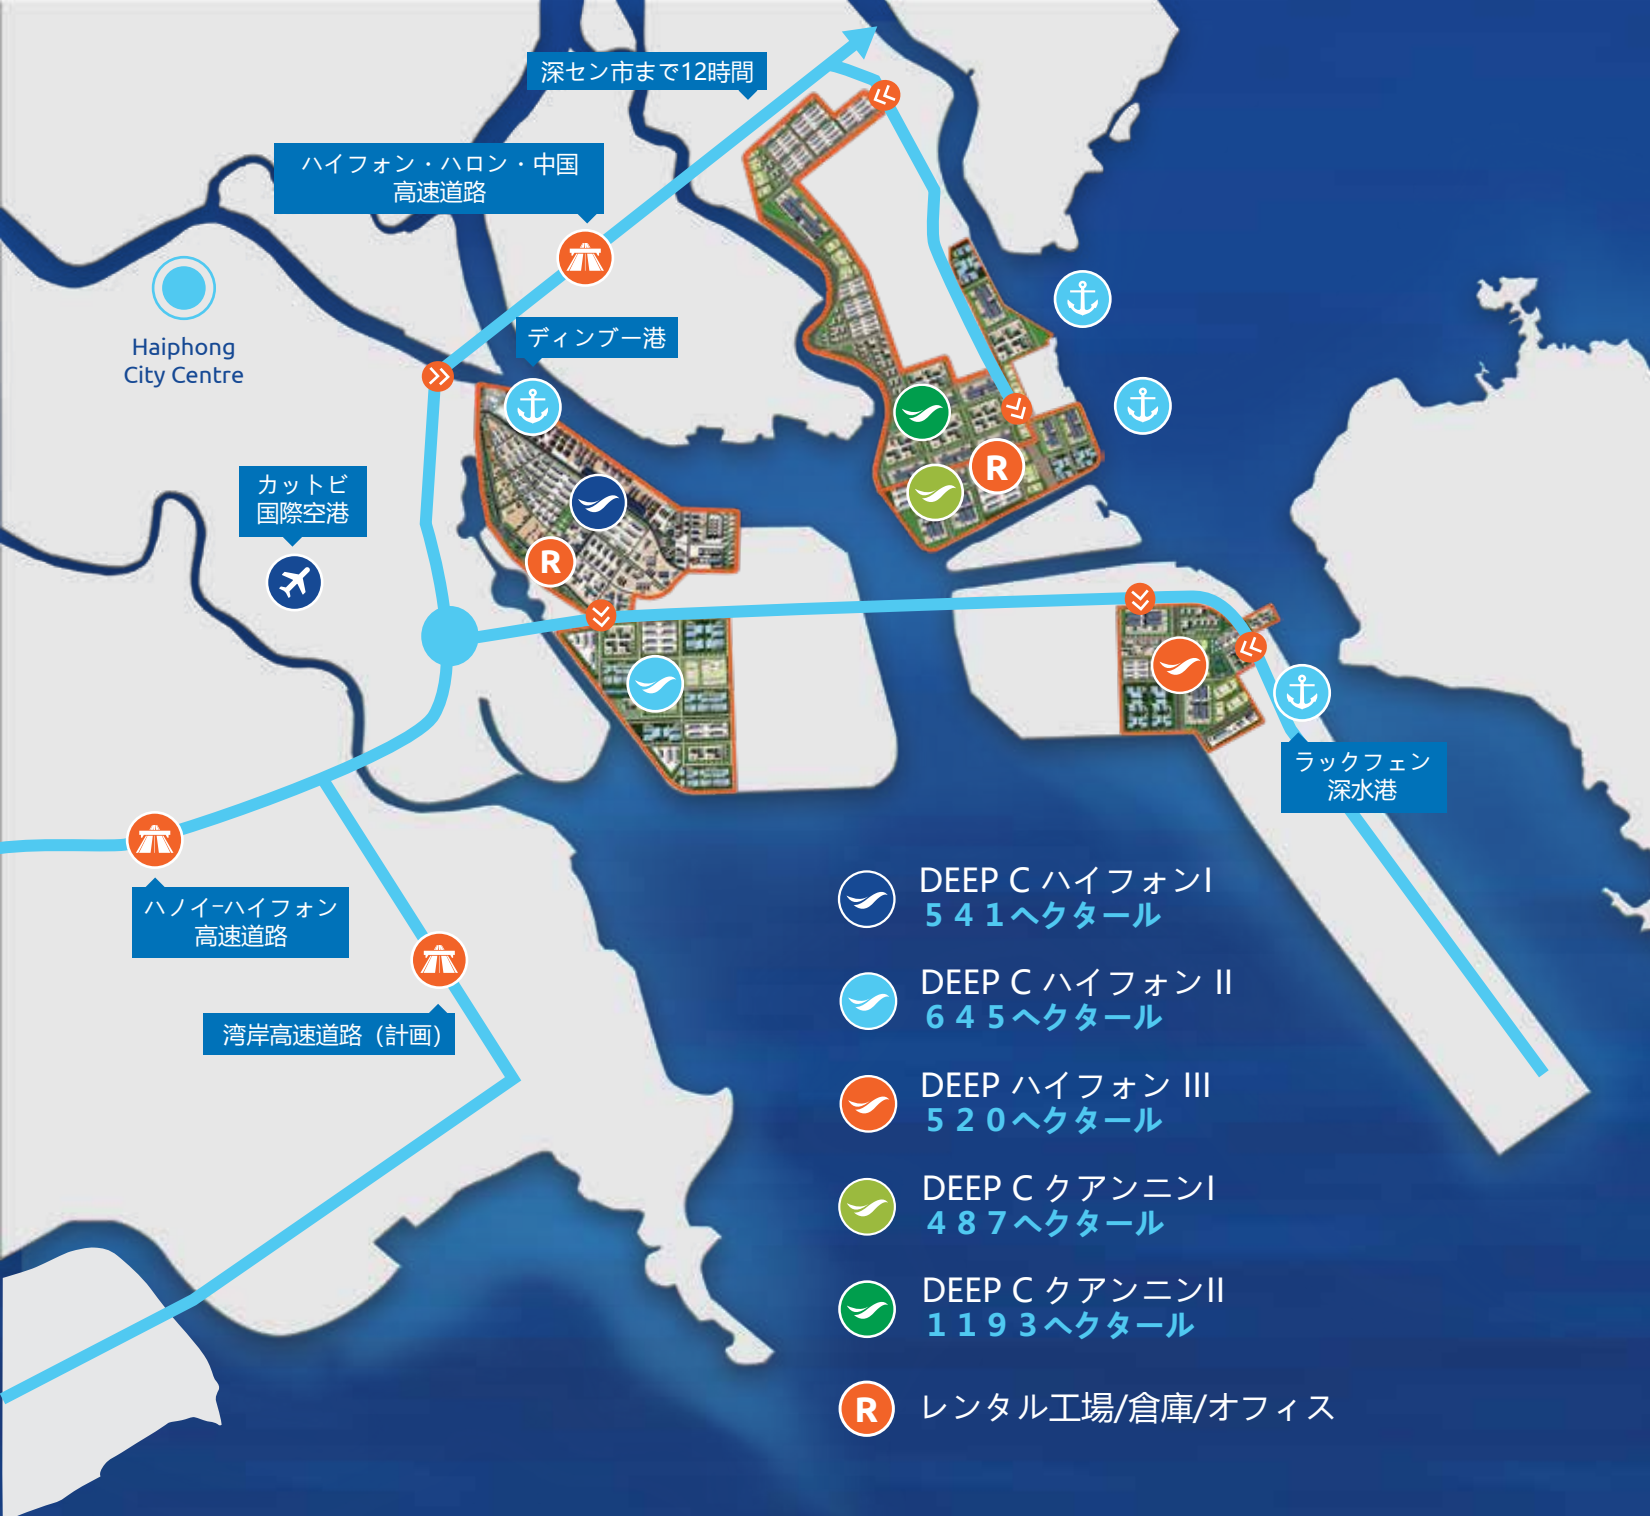 深セン市まで12時間
ハイフォン・ハロン・中国
高速道路
Haiphong
City Centre
ディンブー港
カットビ
国際空港
R
R
ラックフェン
深水港
ハノイ-ハイフォン
高速道路
湾岸高速道路（計画）
DEEP C ハイフォンI
５４１ヘクタール
DEEP C ハイフォン II
６４５ヘクタール
DEEP ハイフォン III
５２０ヘクタール
DEEP C クアンニンI
４８７ヘクタール
DEEP C クアンニンII
１１９３ヘクタール
R レンタル工場/倉庫/オフィス